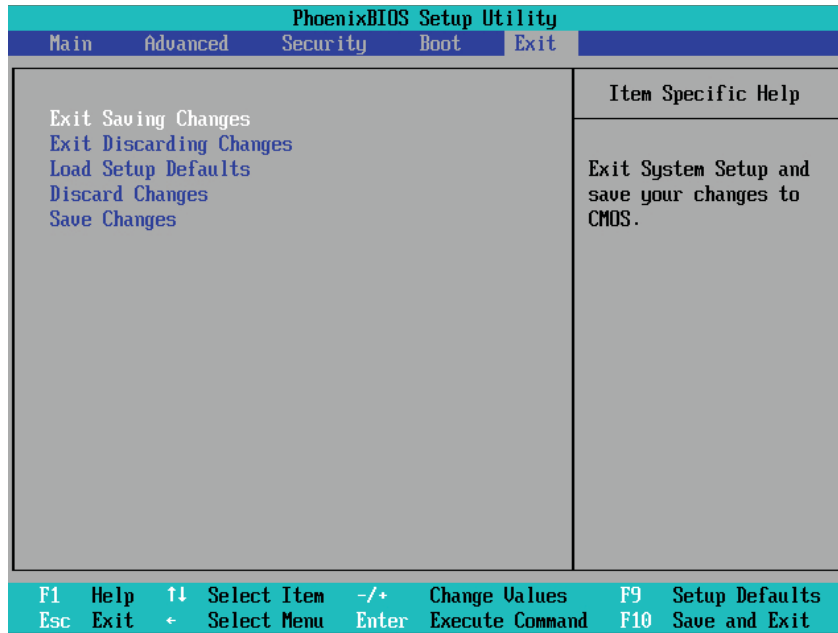 PhoenixBIOS Setup Utility
Main Advanced Security Boot Exit
Item Specific Help
Exit Saving Changes
Exit Discarding Changes
Load Setup Defaults
Discard Changes
Save Changes
Exit System Setup and
save your changes to
CMOS.
F1 Help ↑↓ Select Item -/+ Change Values F9 Setup Defaults
Esc Exit ← Select Menu Enter Execute Command F10 Save and Exit